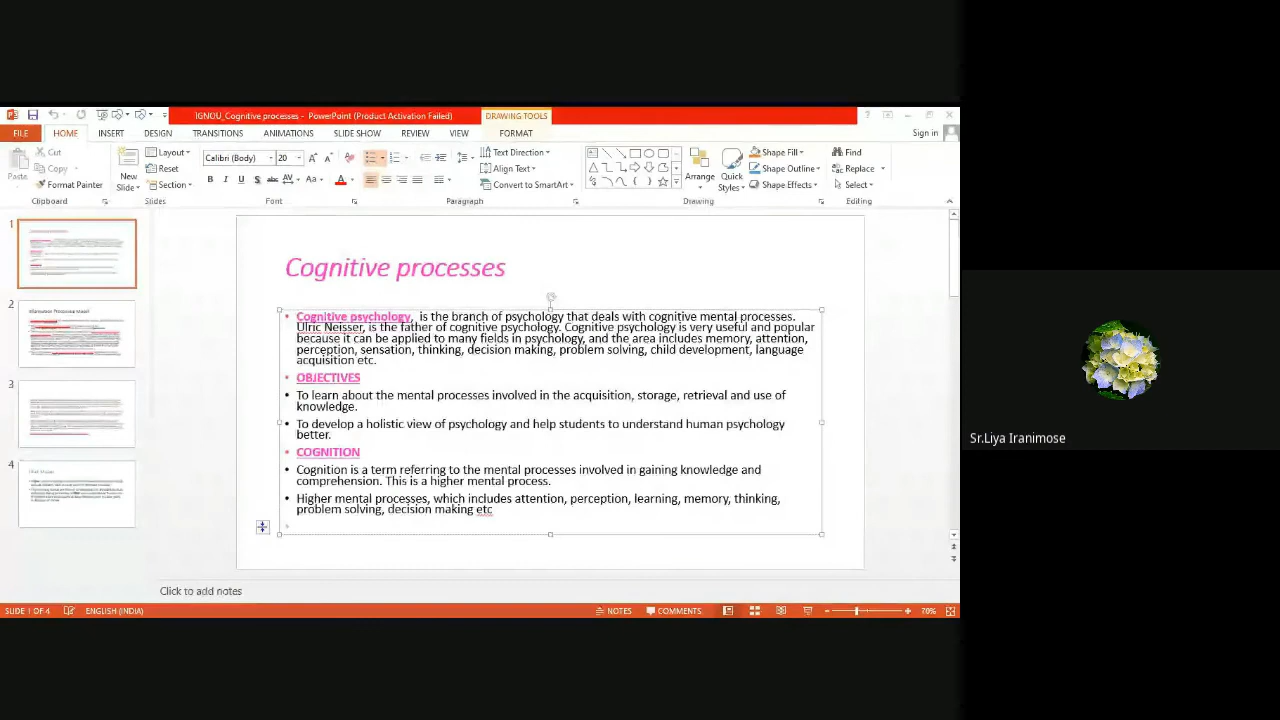 IGNOU_Cognitive processes - PowerPoint (Product Activation Failed)
DRAWING TOOLS
FILE HOME INSERT DESIGN TRANSITIONS ANIMATIONS SLIDE SHOW REVIEW VIEW FORMAT Sign in
Paste
Cut
Copy
Format Painter
Clipboard
New
Slide
Layout
Reset
Section
Slides
Calibri (Body) 20
B I U S abc AV Aa A
Font
Text Direction
Align Text
Convert to SmartArt
Paragraph
Arrange
Quick
Styles
Shape Fill
Shape Outline
Shape Effects
Drawing
Find
Replace
Select
Editing
1
2
Information Processing Model
3
4
Cognitive processes
Cognitive psychology, is the branch of psychology that deals with cognitive mental processes.
Ulric Neisser, is the father of cognitive psychology. Cognitive psychology is very useful and popular
because it can be applied to many fields in psychology, and the area includes memory, attention,
perception, sensation, thinking, decision making, problem solving, child development, language
acquisition etc.
OBJECTIVES
To learn about the mental processes involved in the acquisition, storage, retrieval and use of
knowledge.
To develop a holistic view of psychology and help students to understand human psychology
better.
COGNITION
Cognition is a term referring to the mental processes involved in gaining knowledge and
comprehension. This is a higher mental process.
Higher mental processes, which includes attention, perception, learning, memory, thinking,
problem solving, decision making etc
Click to add notes
SLIDE 1 OF 4 ENGLISH (INDIA) NOTES COMMENTS 70%
Sr.Liya Iranimose